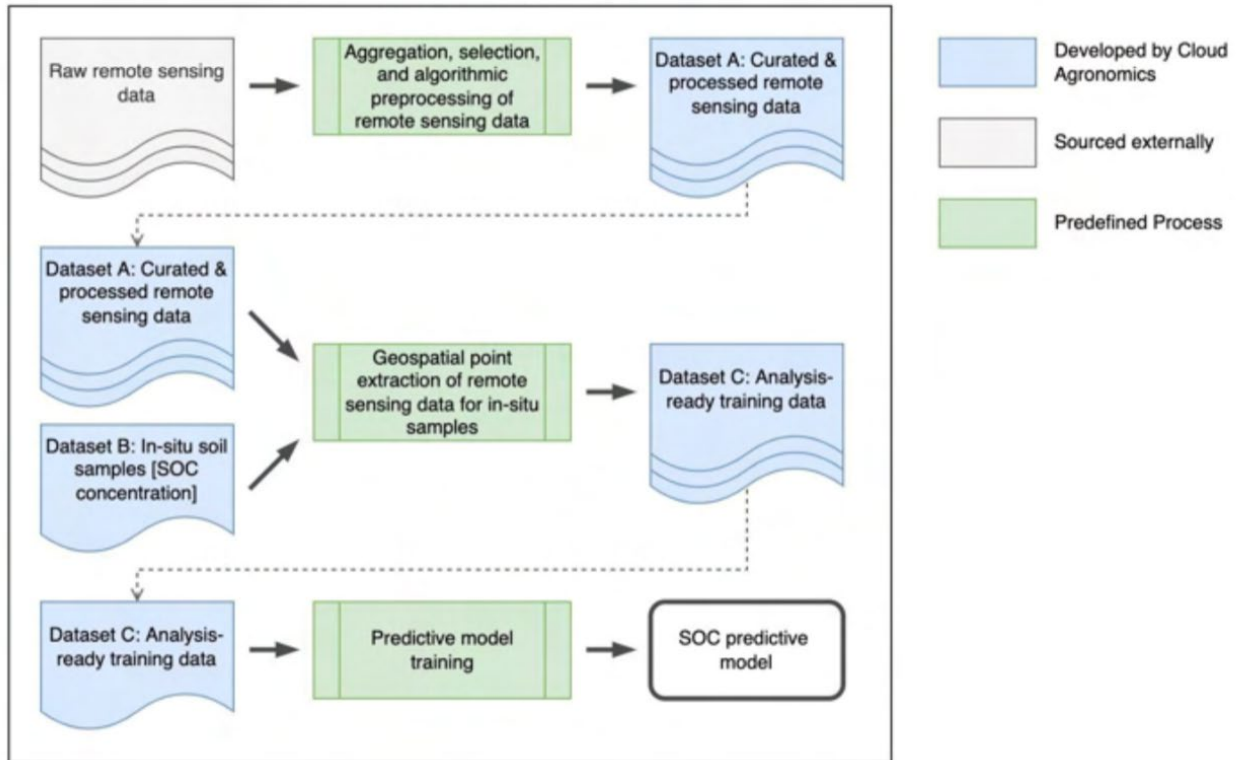 Raw remote sensing
data
Aggregation, selection,
and algorithmic
preprocessing of
remote sensing data
Dataset A: Curated &
processed remote
sensing data
Developed by Cloud
Agronomics
Sourced externally
Predefined Process
Dataset A: Curated &
processed remote
sensing data
Dataset B: In-situ soil
samples [SOC
concentration]
Geospatial point
extraction of remote
sensing data for in-situ
samples
Dataset C: Analysis-
ready training data
Dataset C: Analysis-
ready training data
Predictive model
training
SOC predictive
model